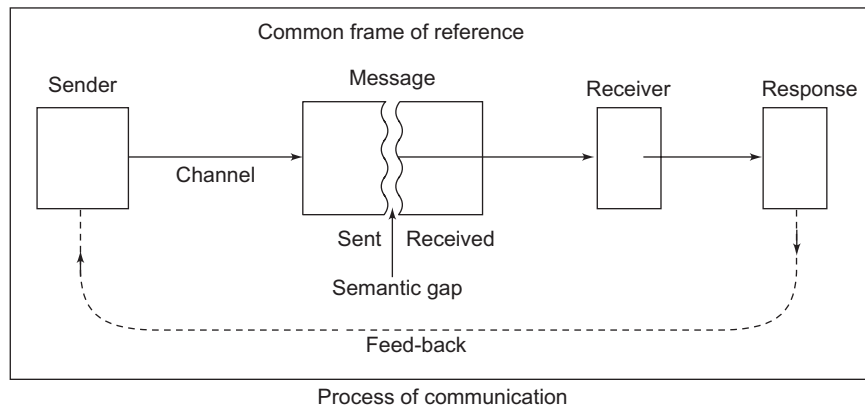 Common frame of reference
Message
Sender
Receiver
Response
Channel
Sent
Received
Semantic gap
Feed-back
Process of communication